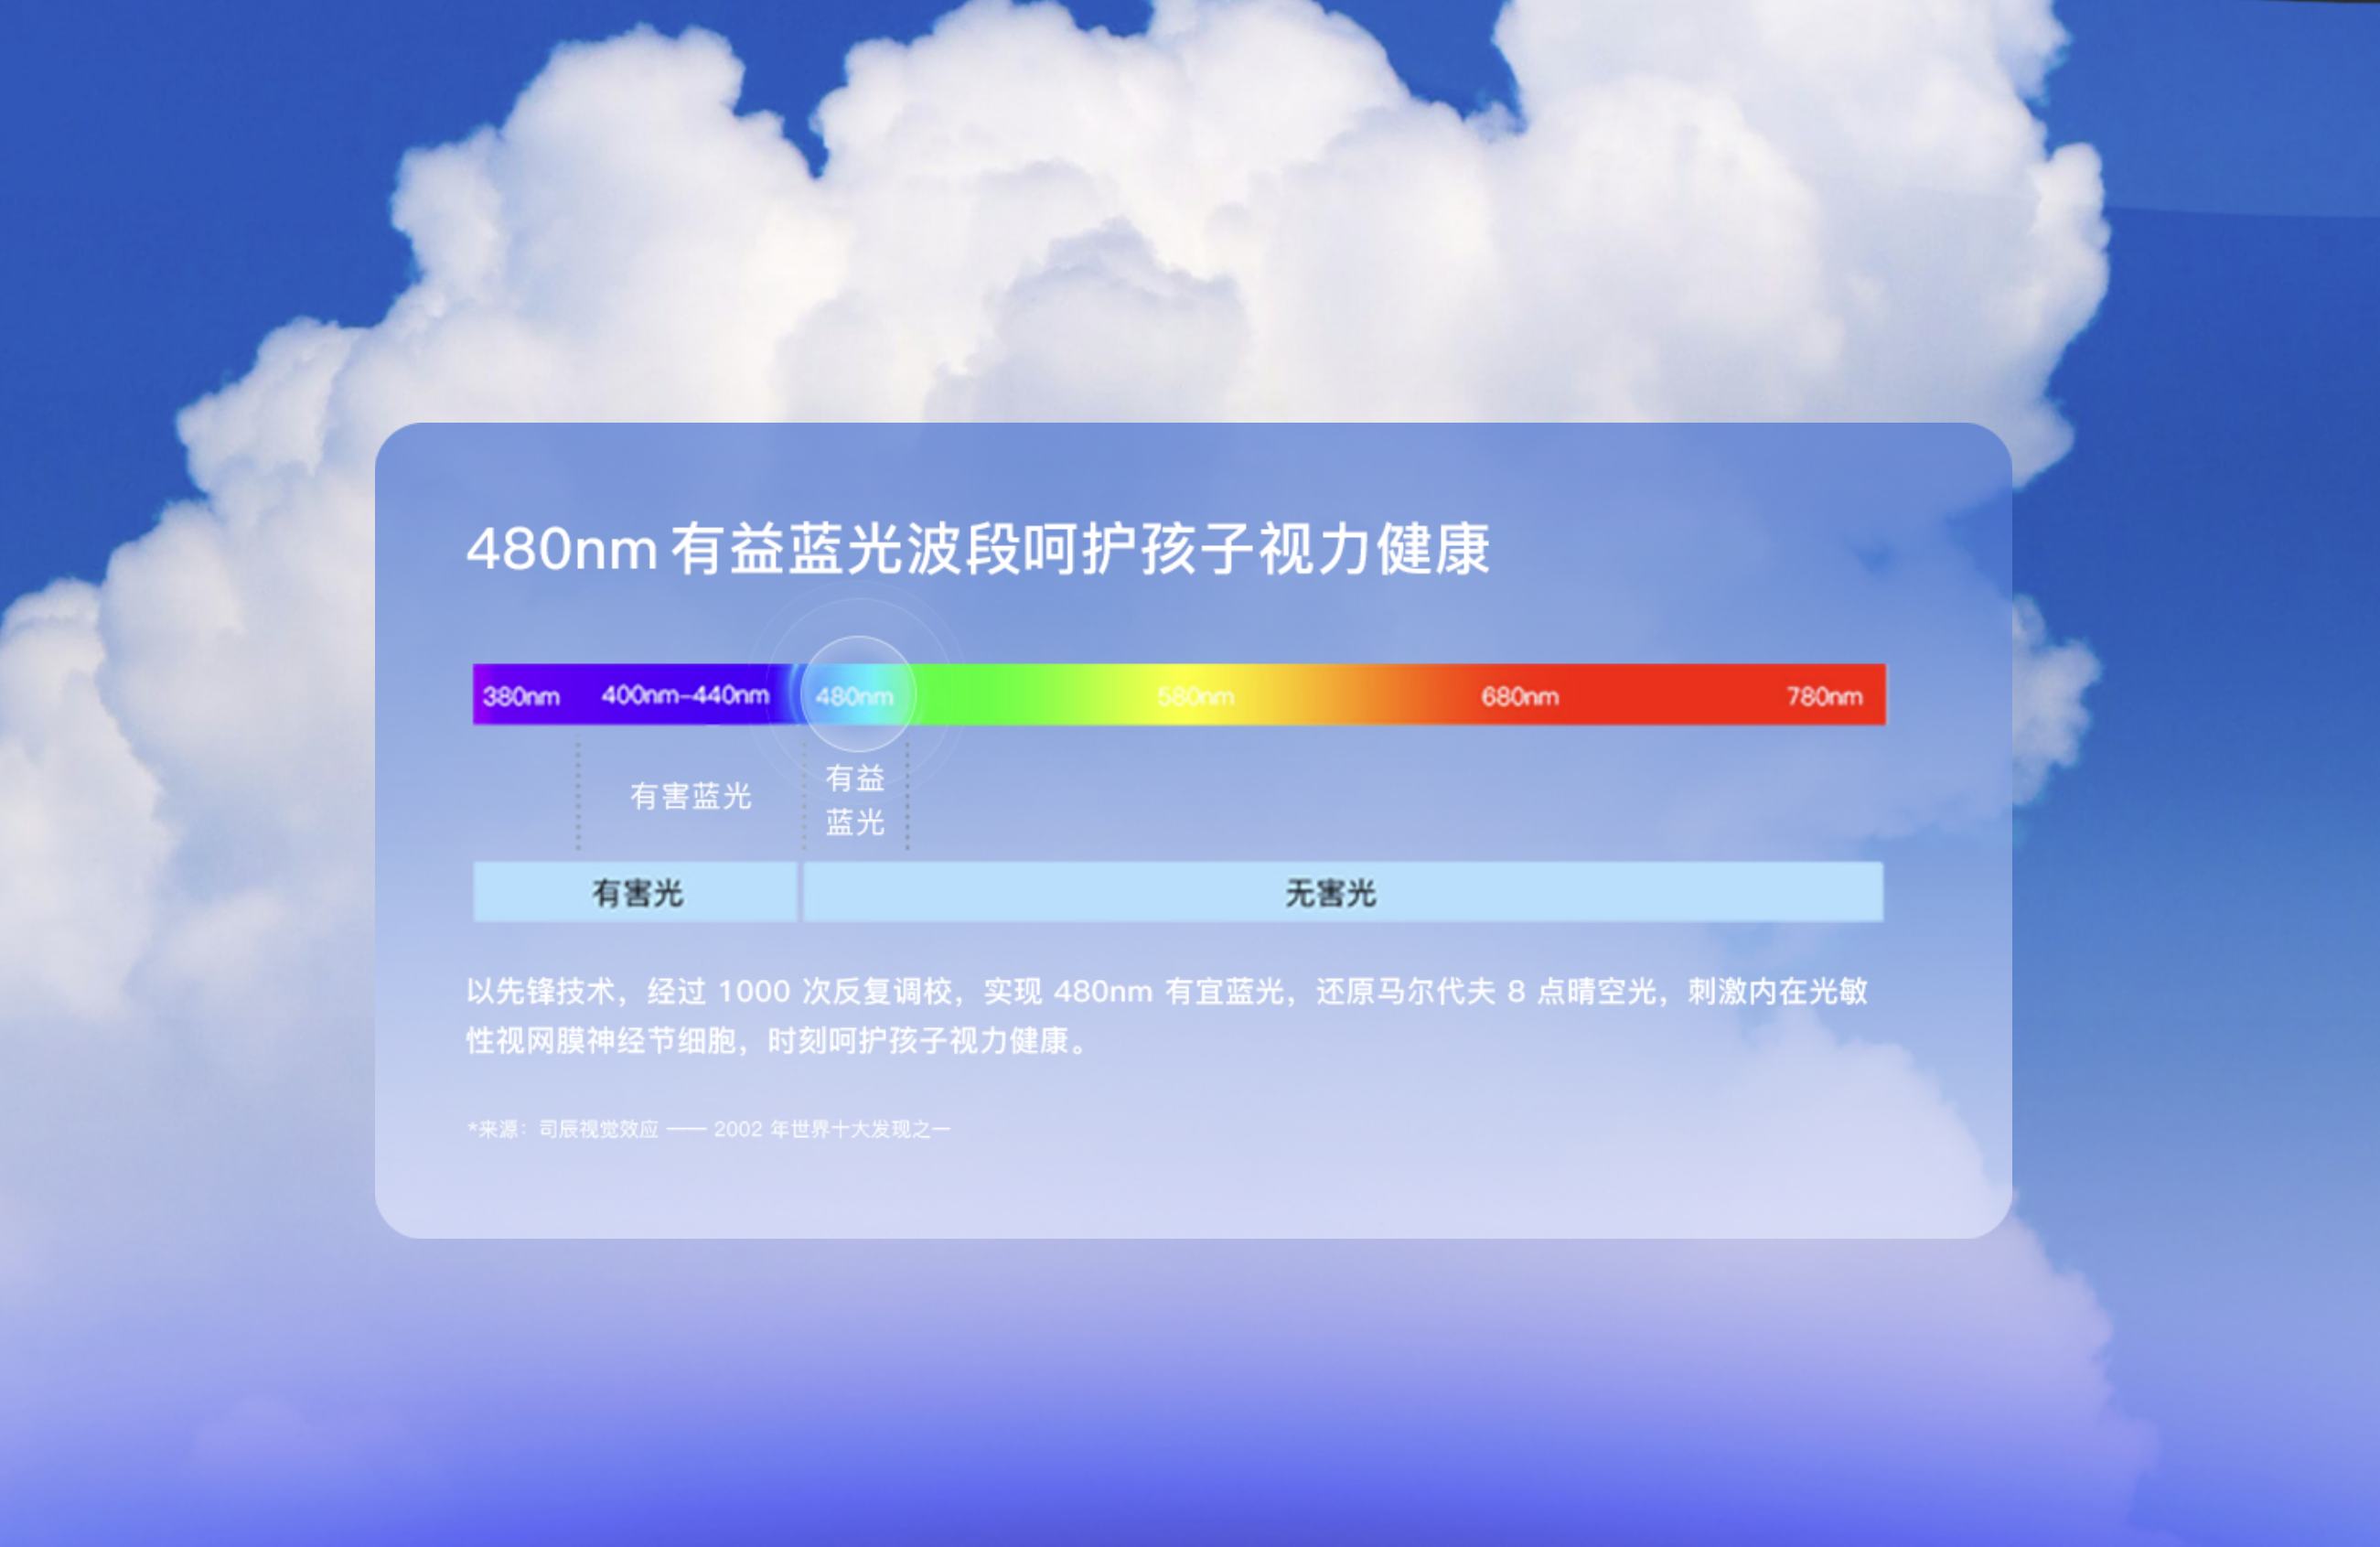 480nm 有益蓝光波段呵护孩子视力健康
380nm 400nm-440nm 480nm 580nm 680nm 780nm
有害蓝光
有益
蓝光
有害光 无害光
以先锋技术，经过 1000 次反复调校，实现 480nm 有宜蓝光，还原马尔代夫 8 点晴空光，刺激内在光敏
性视网膜神经节细胞，时刻呵护孩子视力健康。
*来源：司辰视觉效应 —— 2002 年世界十大发现之一